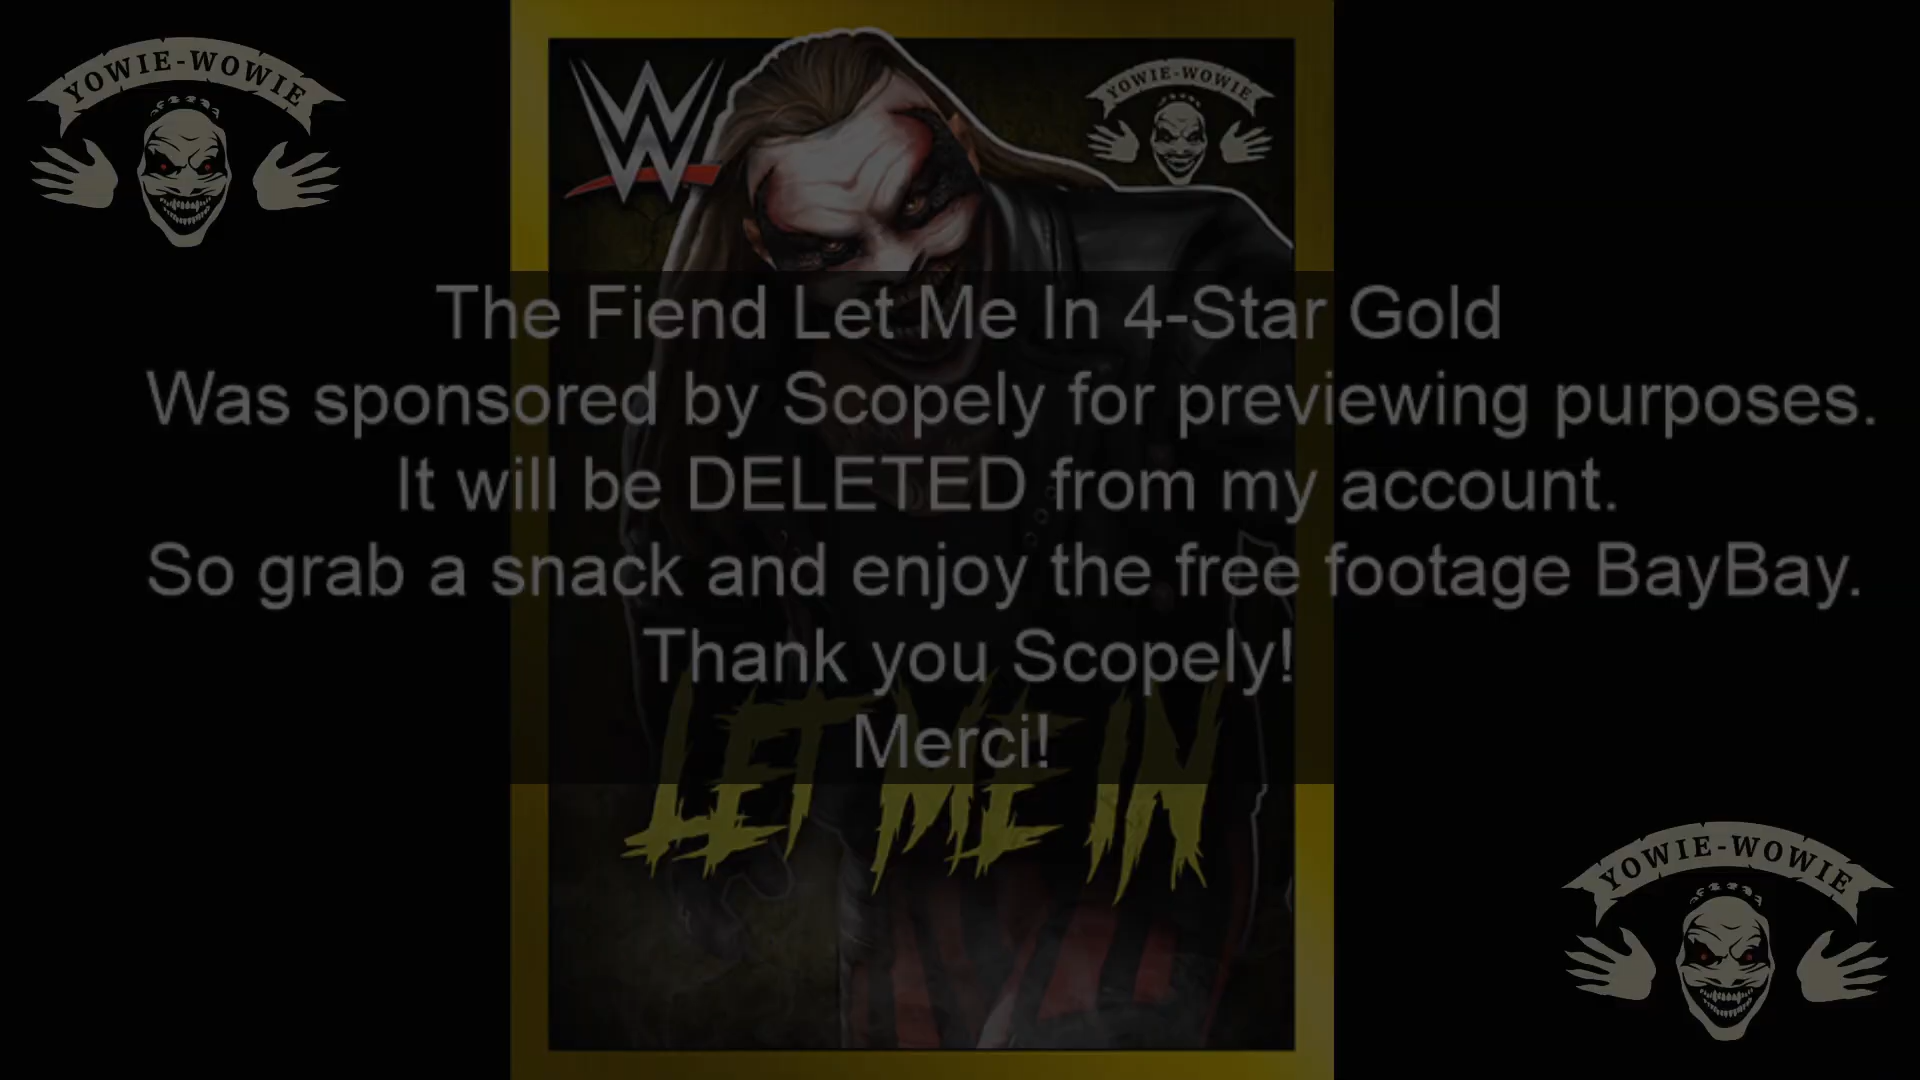 YOWIE-WOWIE
W
YOWIE-WOWIE
The Fiend Let Me In 4-Star Gold
Was sponsored by Scopely for previewing purposes.
It will be DELETED from my account.
So grab a snack and enjoy the free footage BayBay.
Thank you Scopely!
Merci!
LET ME IN
YOWIE-WOWIE